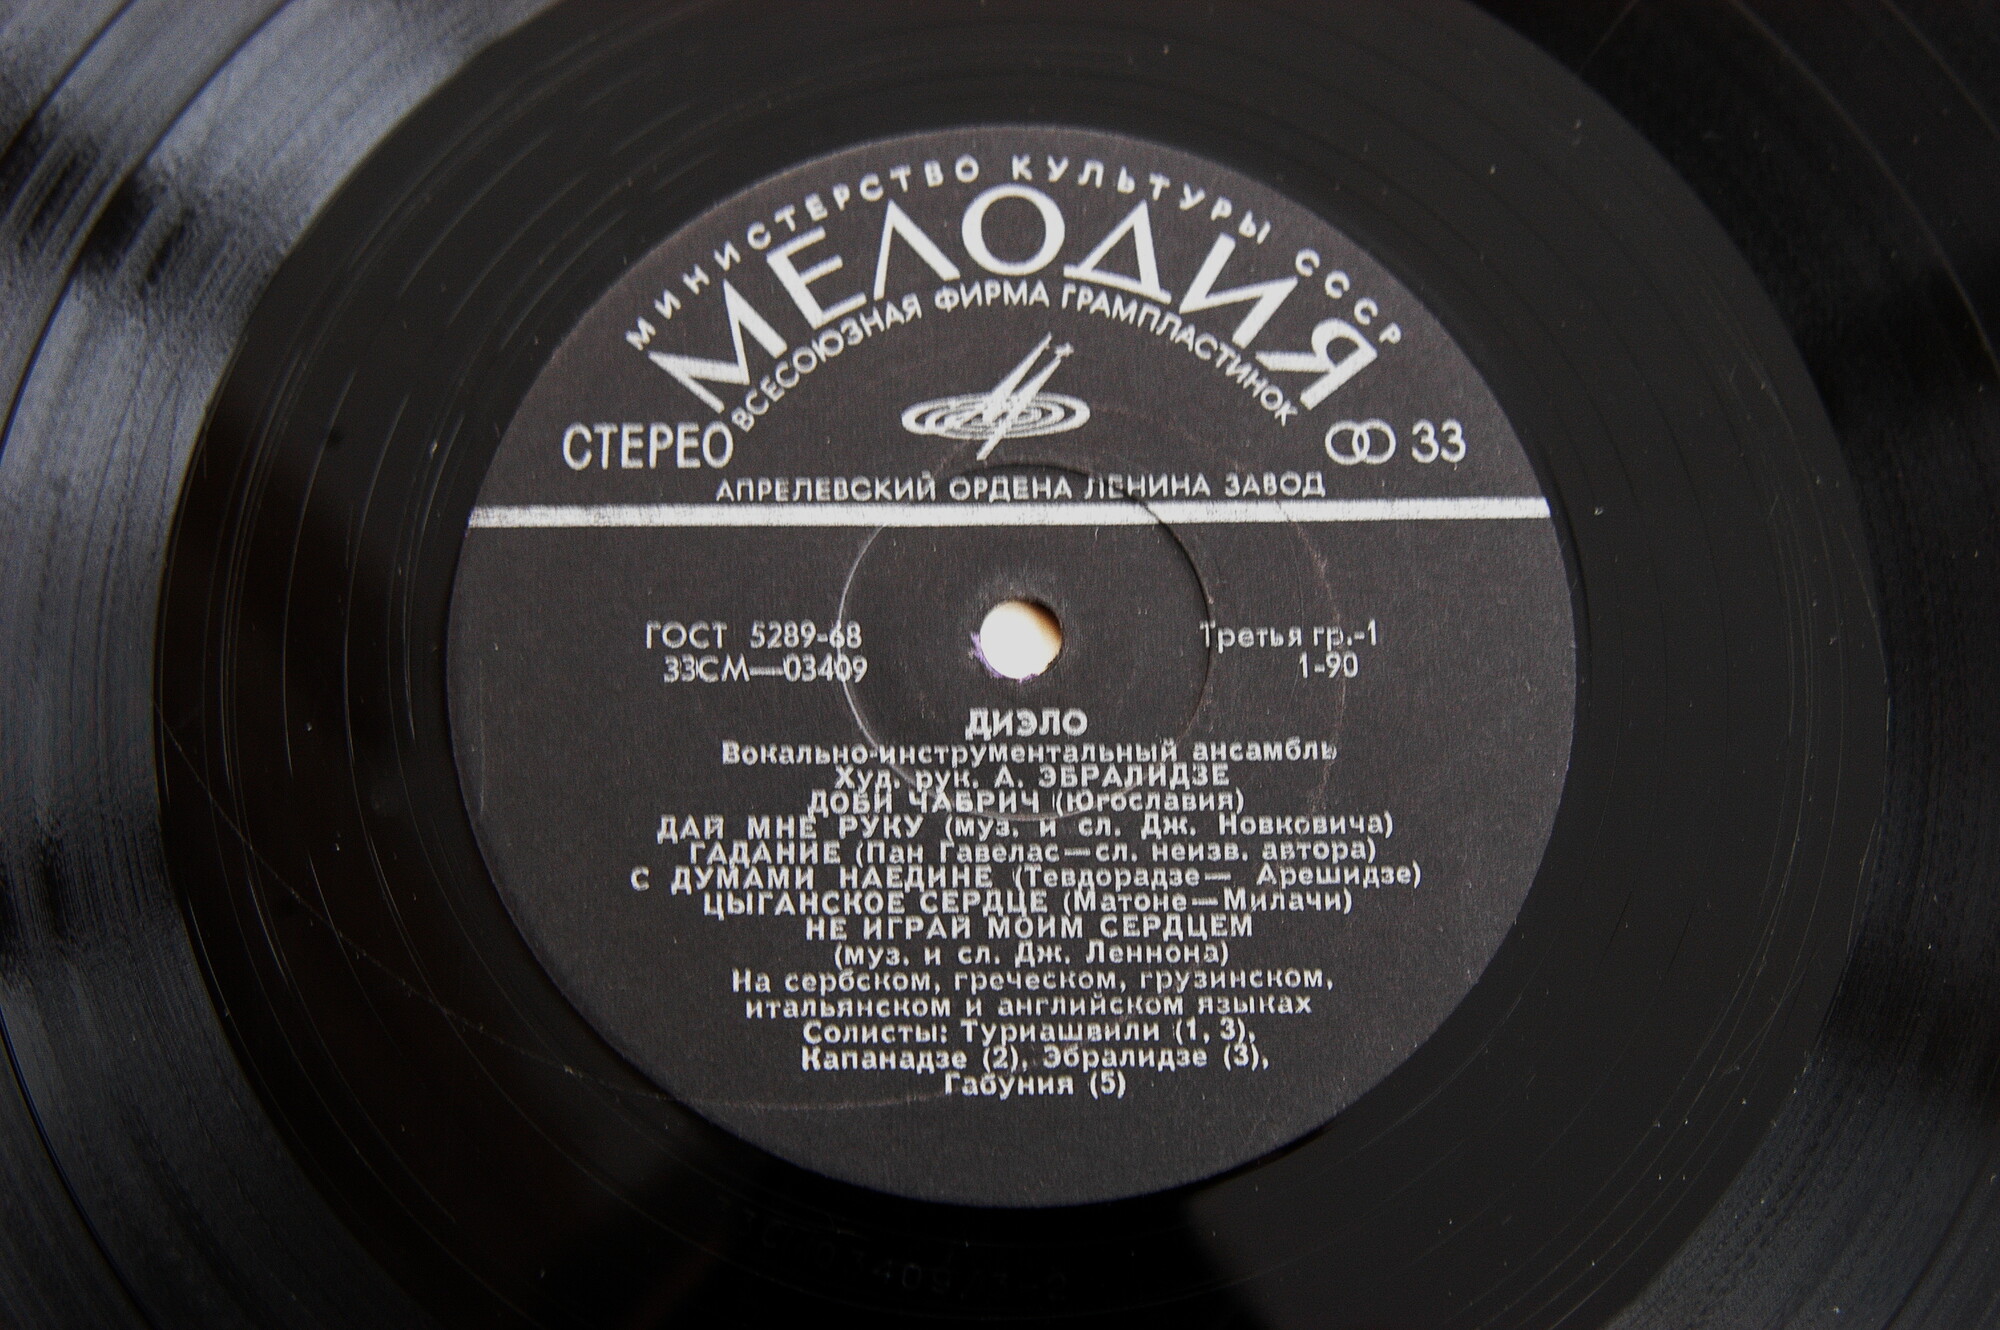 МИНИСТЕРСТВО КУЛЬТУРЫ СССР
МЕЛОДИЯ
ВСЕСОЮЗНАЯ ФИРМА ГРАМПЛАСТИНОК
СТЕРЕО 33
АПРЕЛЕВСКИЙ ОРДЕНА ЛЕНИНА ЗАВОД
ГОСТ 5289-68 Третья гр.-1
33СМ—03409 1-90
ДИЭЛО
Вокально-инструментальный ансамбль
Худ. рук. А. ЭБРАЛИДЗЕ
ДОБИ ЧАБРИЧ (Югославия)
ДАЙ МНЕ РУКУ (муз. и сл. Дж. Новковича)
ГАДАНИЕ (Пан Гавелас—сл. неизв. автора)
С ДУМАМИ НАЕДИНЕ (Тевдорадзе— Арешидзе)
ЦЫГАНСКОЕ СЕРДЦЕ (Матоне—Милачи)
НЕ ИГРАЙ МОИМ СЕРДЦЕМ
(муз. и сл. Дж. Леннона)
На сербском, греческом, грузинском,
итальянском и английском языках
Солисты: Туриашвили (1, 3),
Капанадзе (2), Эбралидзе (3),
Габуния (5)